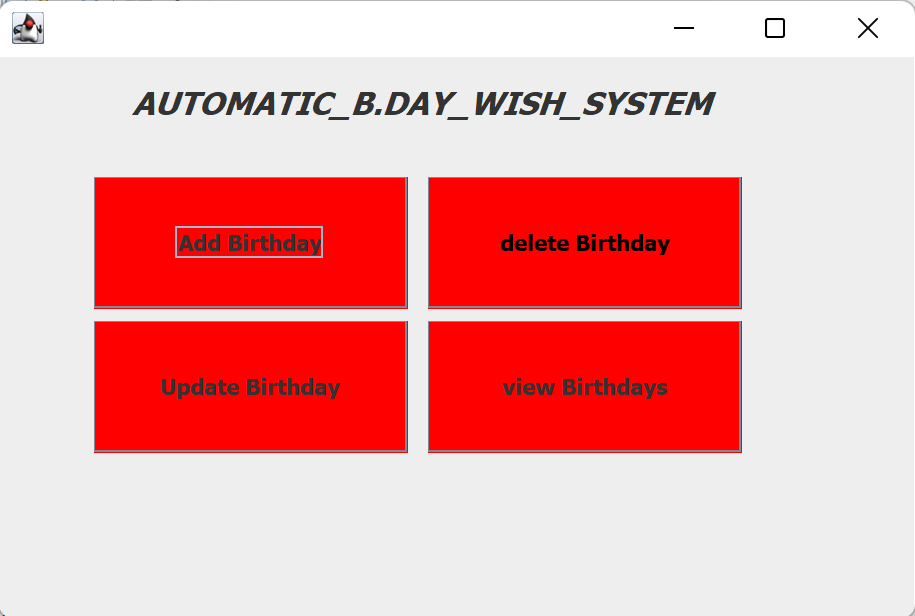 AUTOMATIC_B.DAY_WISH_SYSTEM
Add Birthday
delete Birthday
Update Birthday
view Birthdays